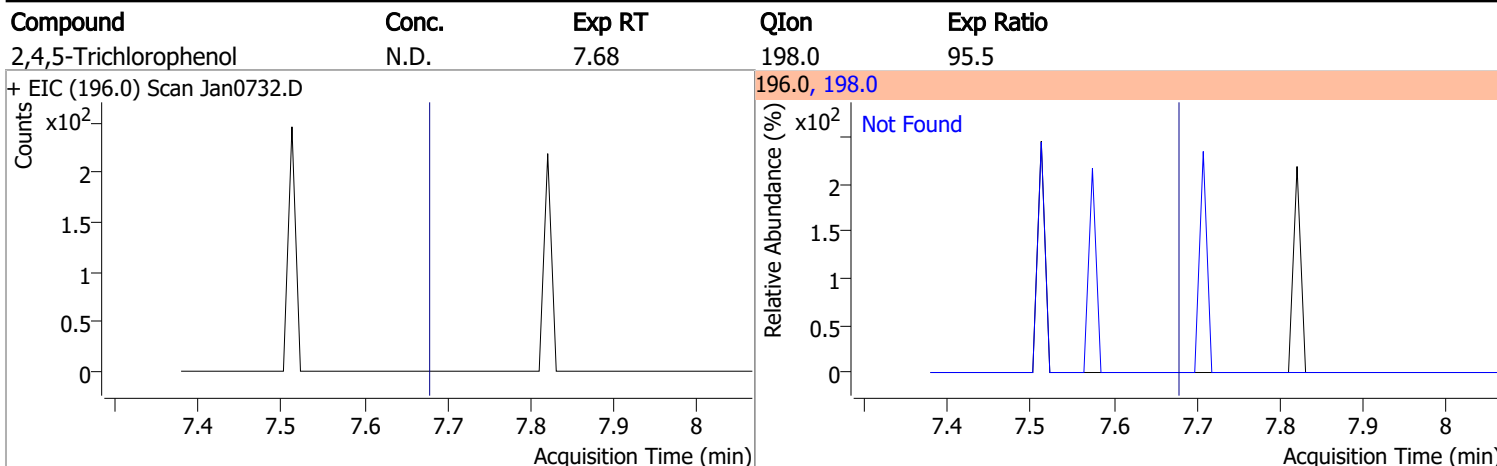 Compound Conc. Exp RT QIon Exp Ratio
2,4,5-Trichlorophenol N.D. 7.68 198.0 95.5
+ EIC (196.0) Scan Jan0732.D
Counts
x10²
2
1.5
1
0.5
0
7.4 7.5 7.6 7.7 7.8 7.9 8
Acquisition Time (min)
196.0, 198.0
Relative Abundance (%)
x10²
Not Found
2
1.5
1
0.5
0
7.4 7.5 7.6 7.7 7.8 7.9 8
Acquisition Time (min)